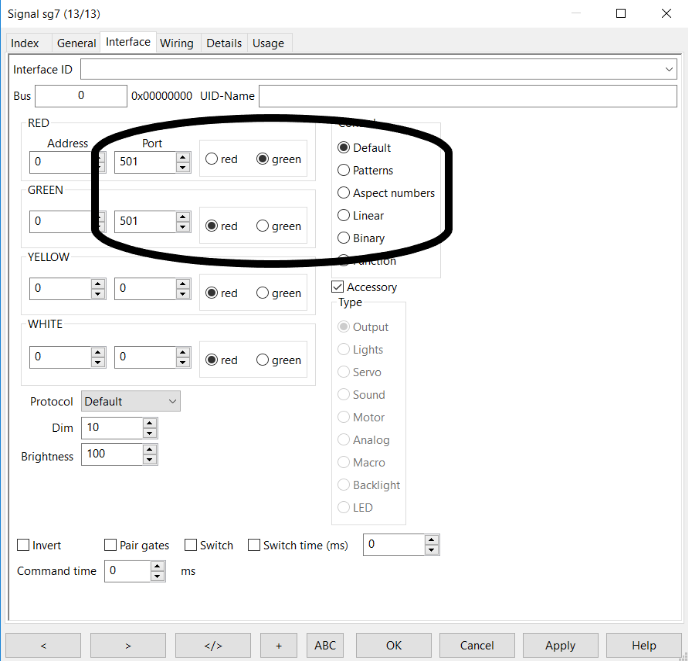 Signal sg7 (13/13)
Index General Interface Wiring Details Usage
Interface ID
Bus 0 0x00000000 UID-Name
RED
Address Port
0 501 red green
GREEN
0 501 red green
YELLOW
0 0 red green
WHITE
0 0 red green
Default
Patterns
Aspect numbers
Linear
Binary
Function
Accessory
Type
Output
Lights
Servo
Sound
Motor
Analog
Macro
Backlight
LED
Protocol Default
Dim 10
Brightness 100
Invert Pair gates Switch Switch time (ms) 0
Command time 0 ms
< > </> + ABC OK Cancel Apply Help